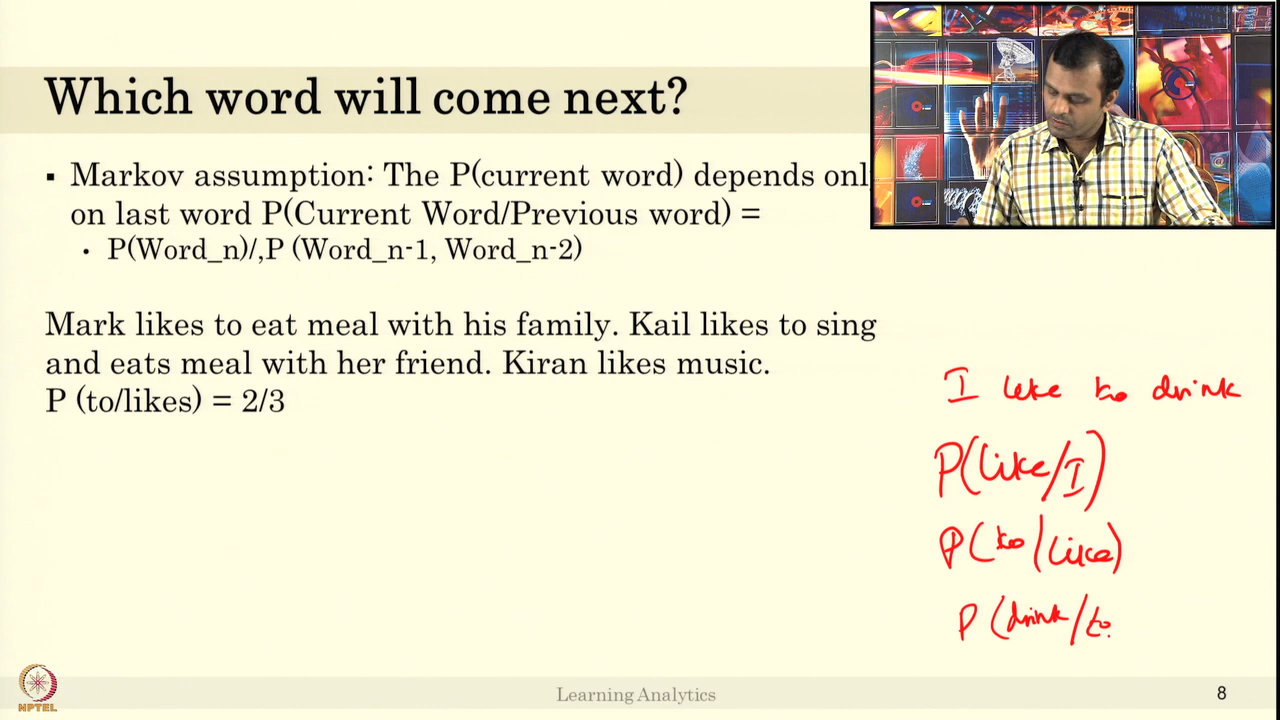 Which word will come next?
▪ Markov assumption: The P(current word) depends onl
on last word P(Current Word/Previous word) =
• P(Word_n)/,P (Word_n-1, Word_n-2)
Mark likes to eat meal with his family. Kail likes to sing
and eats meal with her friend. Kiran likes music.
P (to/likes) = 2/3
I like to drink
P(like/I)
P(to/like)
P(drink/to
NPTEL
Learning Analytics
8